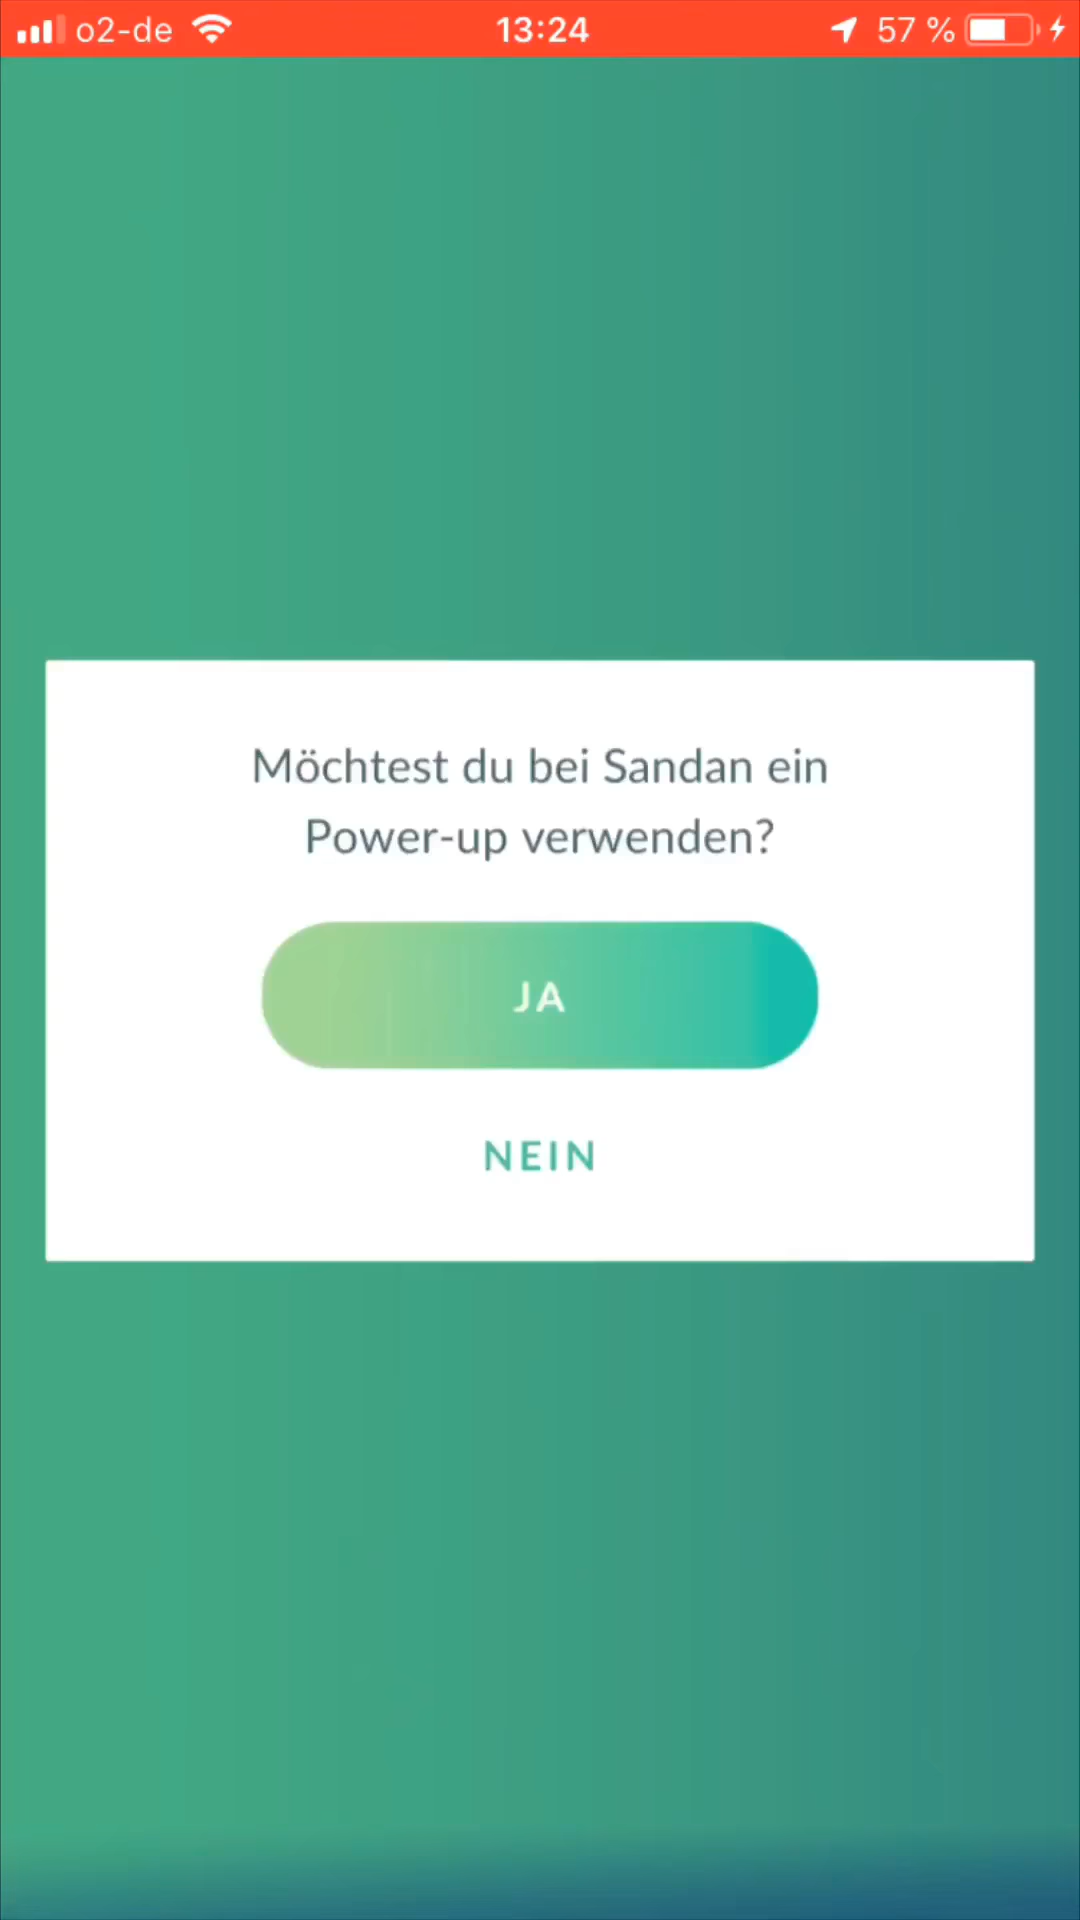 o2-de 13:24 57 %
Möchtest du bei Sandan ein
Power-up verwenden?
JA
NEIN